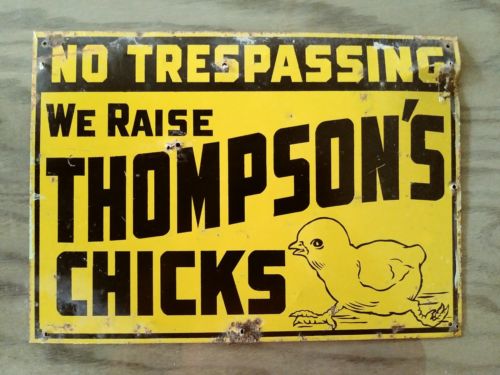 NO TRESPASSING
WE RAISE
THOMPSON'S
CHICKS